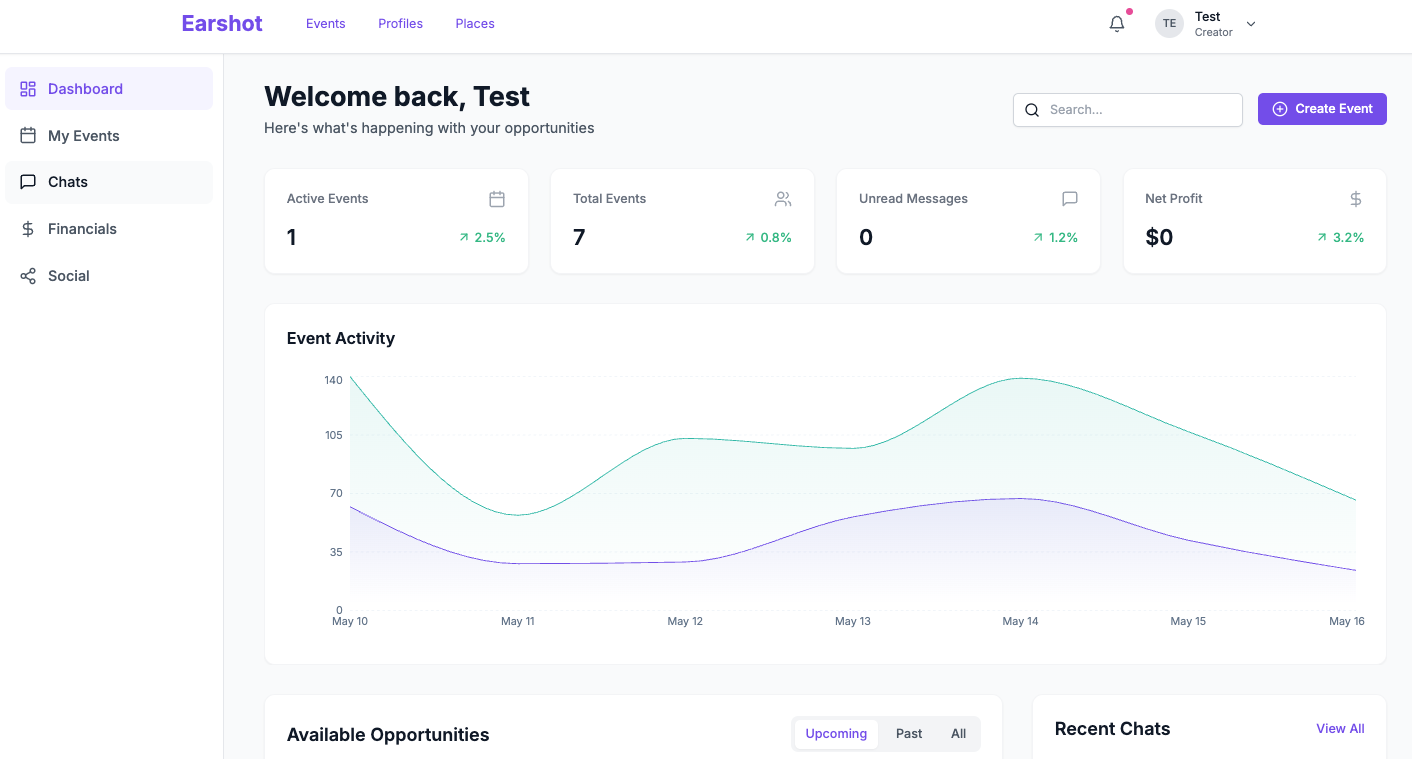 Earshot
Events
Profiles
Places
TE
Test
Creator
Dashboard
My Events
Chats
Financials
Social
Welcome back, Test
Here's what's happening with your opportunities
Search...
Create Event
Active Events
1
2.5%
Total Events
7
0.8%
Unread Messages
0
1.2%
Net Profit
$0
3.2%
Event Activity
140
105
70
35
0
May 10
May 11
May 12
May 13
May 14
May 15
May 16
Available Opportunities
Upcoming
Past
All
Recent Chats
View All